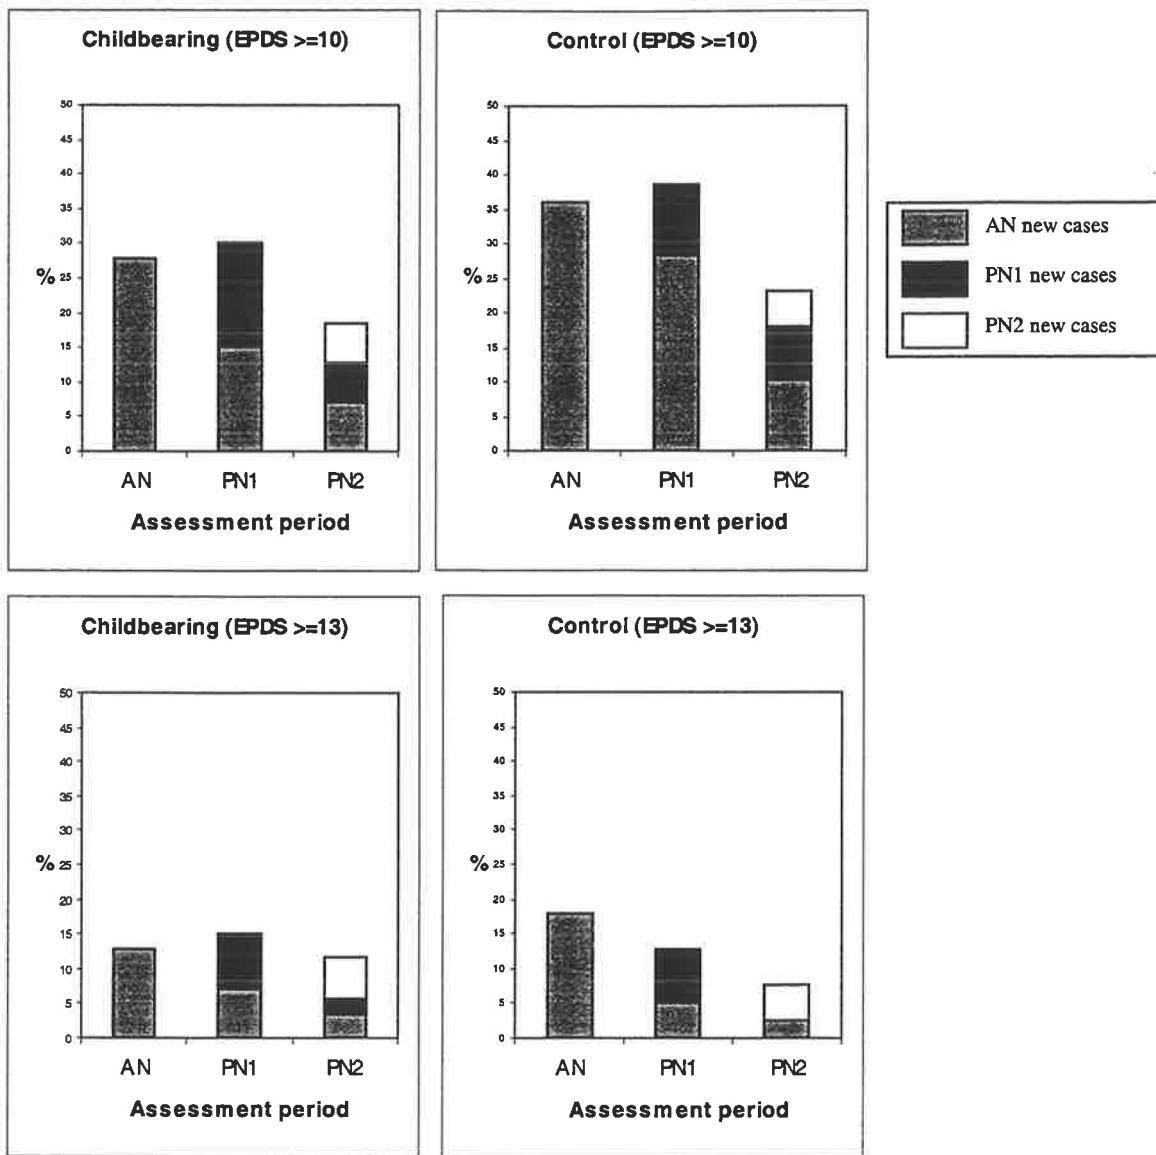 Childbearing (EPDS >=10)
50
45
40
35
30
% 25
20
15
10
5
0
AN PN1 PN2
Assessment period
Control (EPDS >=10)
50
45
40
35
30
% 25
20
15
10
5
0
AN PN1 PN2
Assessment period
AN new cases
PN1 new cases
PN2 new cases
Childbearing (EPDS >=13)
50
45
40
35
30
% 25
20
15
10
5
0
AN PN1 PN2
Assessment period
Control (EPDS >=13)
50
45
40
35
30
% 25
20
15
10
5
0
AN PN1 PN2
Assessment period